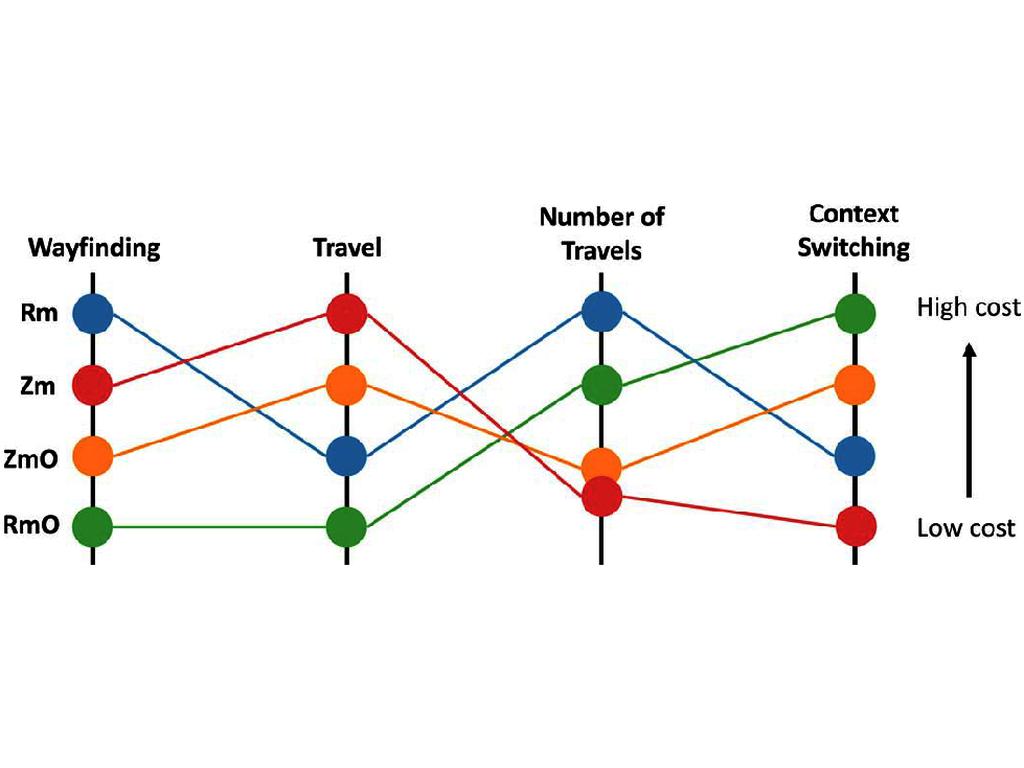 Wayfinding
Travel
Number of
Travels
Context
Switching
Rm
Zm
ZmO
RmO
High cost
Low cost